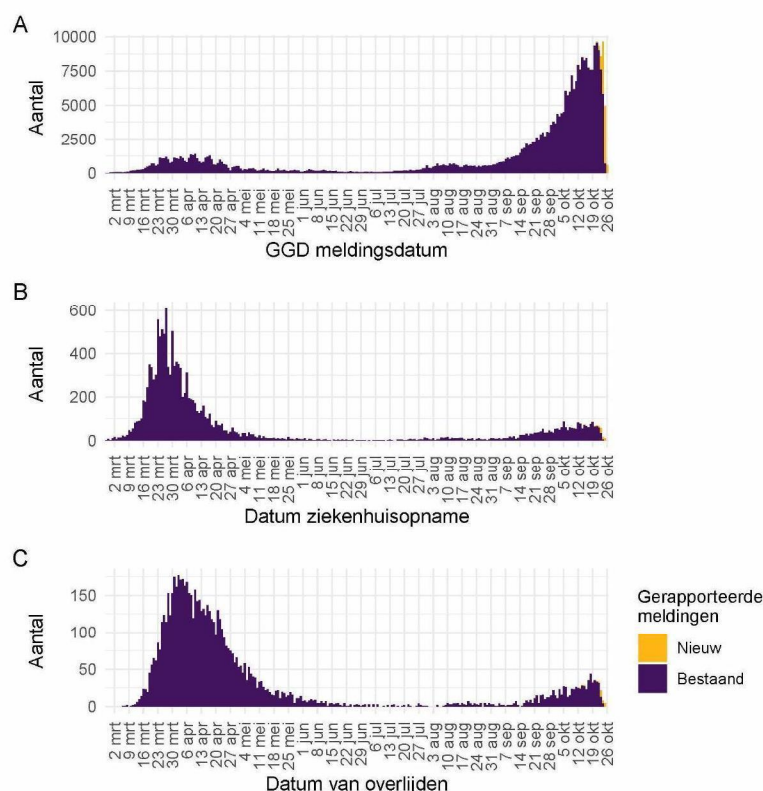 A
10000
7500
5000
2500
0
Aantal
2 mrt
9 mrt
16 mrt
23 mrt
30 mrt
6 apr
13 apr
20 apr
27 apr
4 mei
11 mei
18 mei
25 mei
1 jun
8 jun
15 jun
22 jun
29 jun
6 jul
13 jul
20 jul
27 jul
3 aug
10 aug
17 aug
24 aug
31 aug
7 sep
14 sep
21 sep
28 sep
5 okt
12 okt
19 okt
26 okt
GGD meldingsdatum
B
600
400
200
0
Aantal
2 mrt
9 mrt
16 mrt
23 mrt
30 mrt
6 apr
13 apr
20 apr
27 apr
4 mei
11 mei
18 mei
25 mei
1 jun
8 jun
15 jun
22 jun
29 jun
6 jul
13 jul
20 jul
27 jul
3 aug
10 aug
17 aug
24 aug
31 aug
7 sep
14 sep
21 sep
28 sep
5 okt
12 okt
19 okt
26 okt
Datum ziekenhuisopname
C
150
100
50
0
Aantal
2 mrt
9 mrt
16 mrt
23 mrt
30 mrt
6 apr
13 apr
20 apr
27 apr
4 mei
11 mei
18 mei
25 mei
1 jun
8 jun
15 jun
22 jun
29 jun
6 jul
13 jul
20 jul
27 jul
3 aug
10 aug
17 aug
24 aug
31 aug
7 sep
14 sep
21 sep
28 sep
5 okt
12 okt
19 okt
26 okt
Datum van overlijden
Gerapporteerde
meldingen
Nieuw
Bestaand